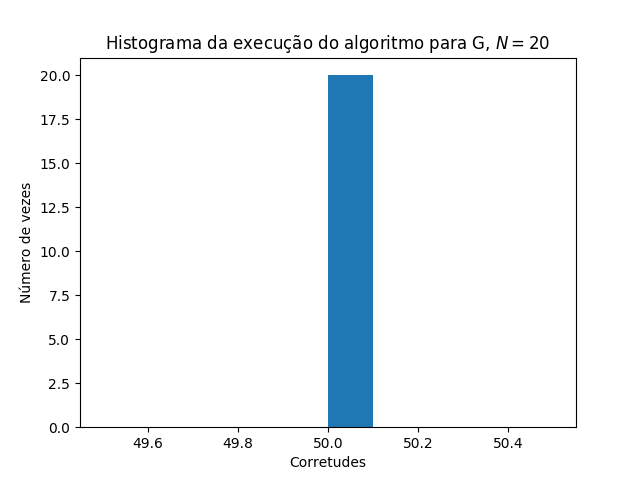 Histograma da execução do algoritmo para G, N = 20
20.0
17.5
15.0
12.5
10.0
7.5
5.0
2.5
0.0
Número de vezes
49.6 49.8 50.0 50.2 50.4
Corretudes